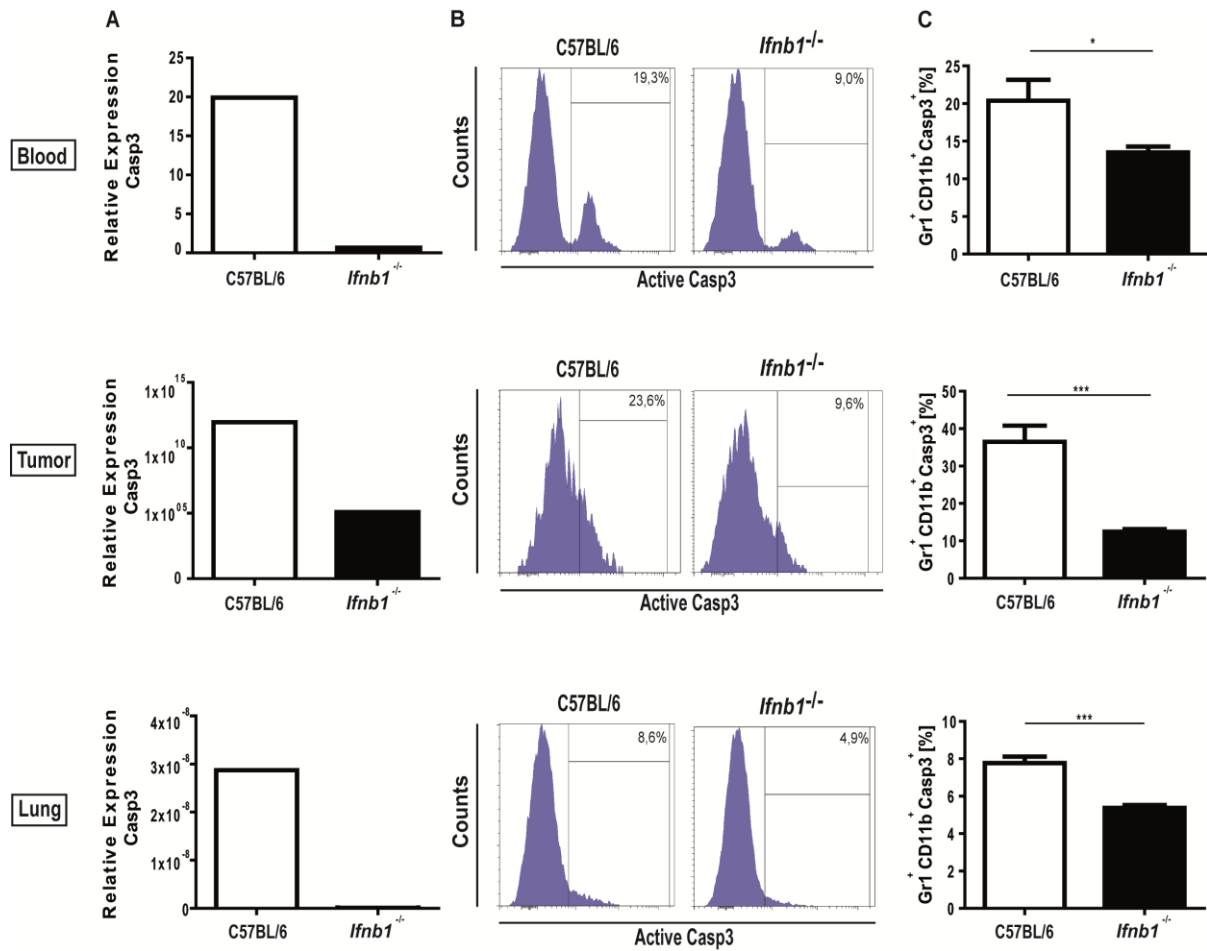 A
B
C
Blood
Relative Expression
Casp3
25
20
15
10
5
0
C57BL/6
Ifnb1-/-
C57BL/6
Ifnb1-/-
Counts
19,3%
9,0%
Active Casp3
*
Gr1+ CD11b+ Casp3+ [%]
25
20
15
10
5
0
C57BL/6
Ifnb1-/-
Tumor
Relative Expression
Casp3
1x10 15
1x10 10
1x10 05
0
C57BL/6
Ifnb1-/-
C57BL/6
Ifnb1-/-
Counts
23,6%
9,6%
Active Casp3
***
Gr1+ CD11b+ Casp3+ [%]
50
40
30
20
10
0
C57BL/6
Ifnb1-/-
Lung
Relative Expression
Casp3
4x10-8
3x10-8
2x10-8
1x10-8
0
C57BL/6
Ifnb1-/-
C57BL/6
Ifnb1-/-
Counts
8,6%
4,9%
Active Casp3
***
Gr1+ CD11b+ Casp3+ [%]
10
8
6
4
2
0
C57BL/6
Ifnb1-/-